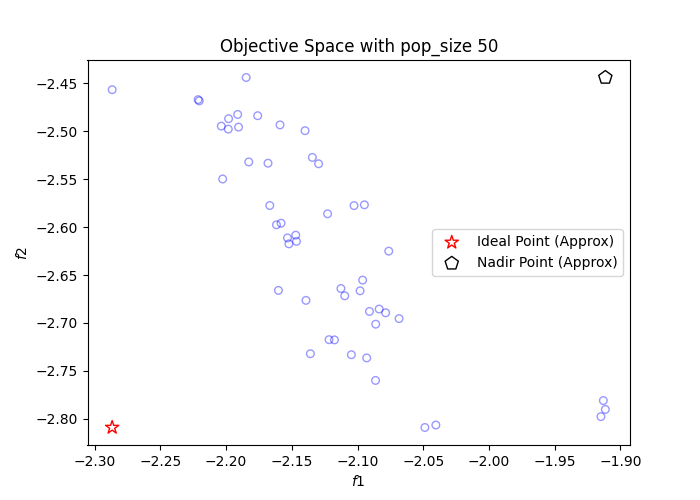 Objective Space with pop_size 50
−2.45
−2.50
−2.55
−2.60
−2.65
−2.70
−2.75
−2.80
f2
Ideal Point (Approx)
Nadir Point (Approx)
−2.30 −2.25 −2.20 −2.15 −2.10 −2.05 −2.00 −1.95 −1.90
f1